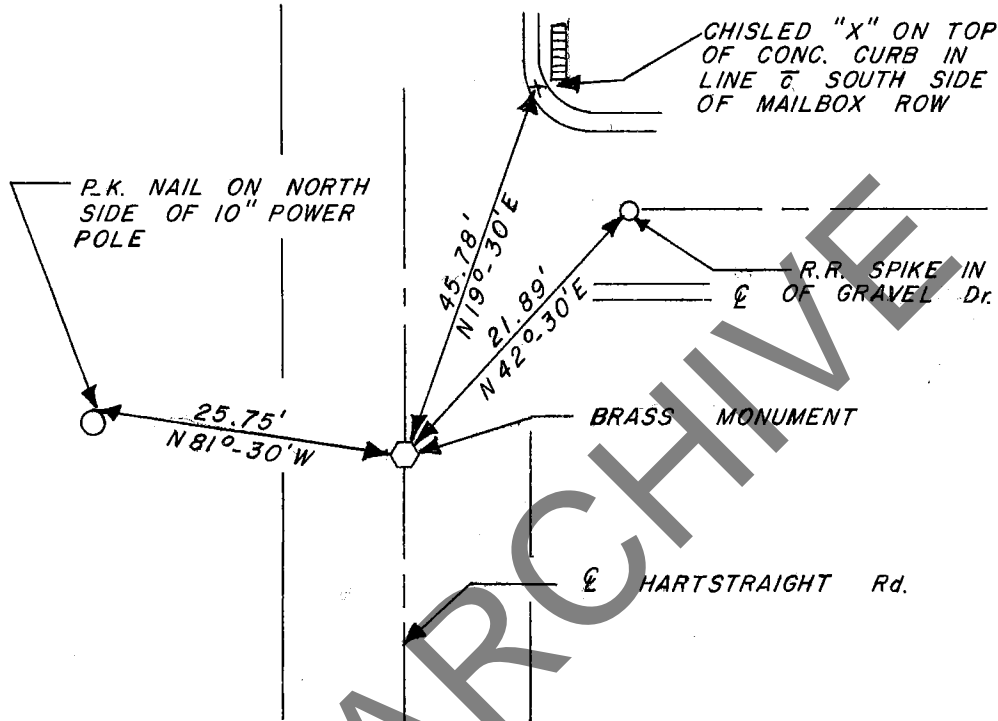 CHISLED "X" ON TOP
OF CONC. CURB IN
LINE c̄ SOUTH SIDE
OF MAILBOX ROW
P.K. NAIL ON NORTH
SIDE OF 10" POWER
POLE
45.78'
N19°-30'E
21.89'
N42°-30'E
R.R. SPIKE IN
℄ OF GRAVEL Dr.
25.75'
N81°-30'W
BRASS MONUMENT
℄ HARTSTRAIGHT Rd.
ARCHIVE